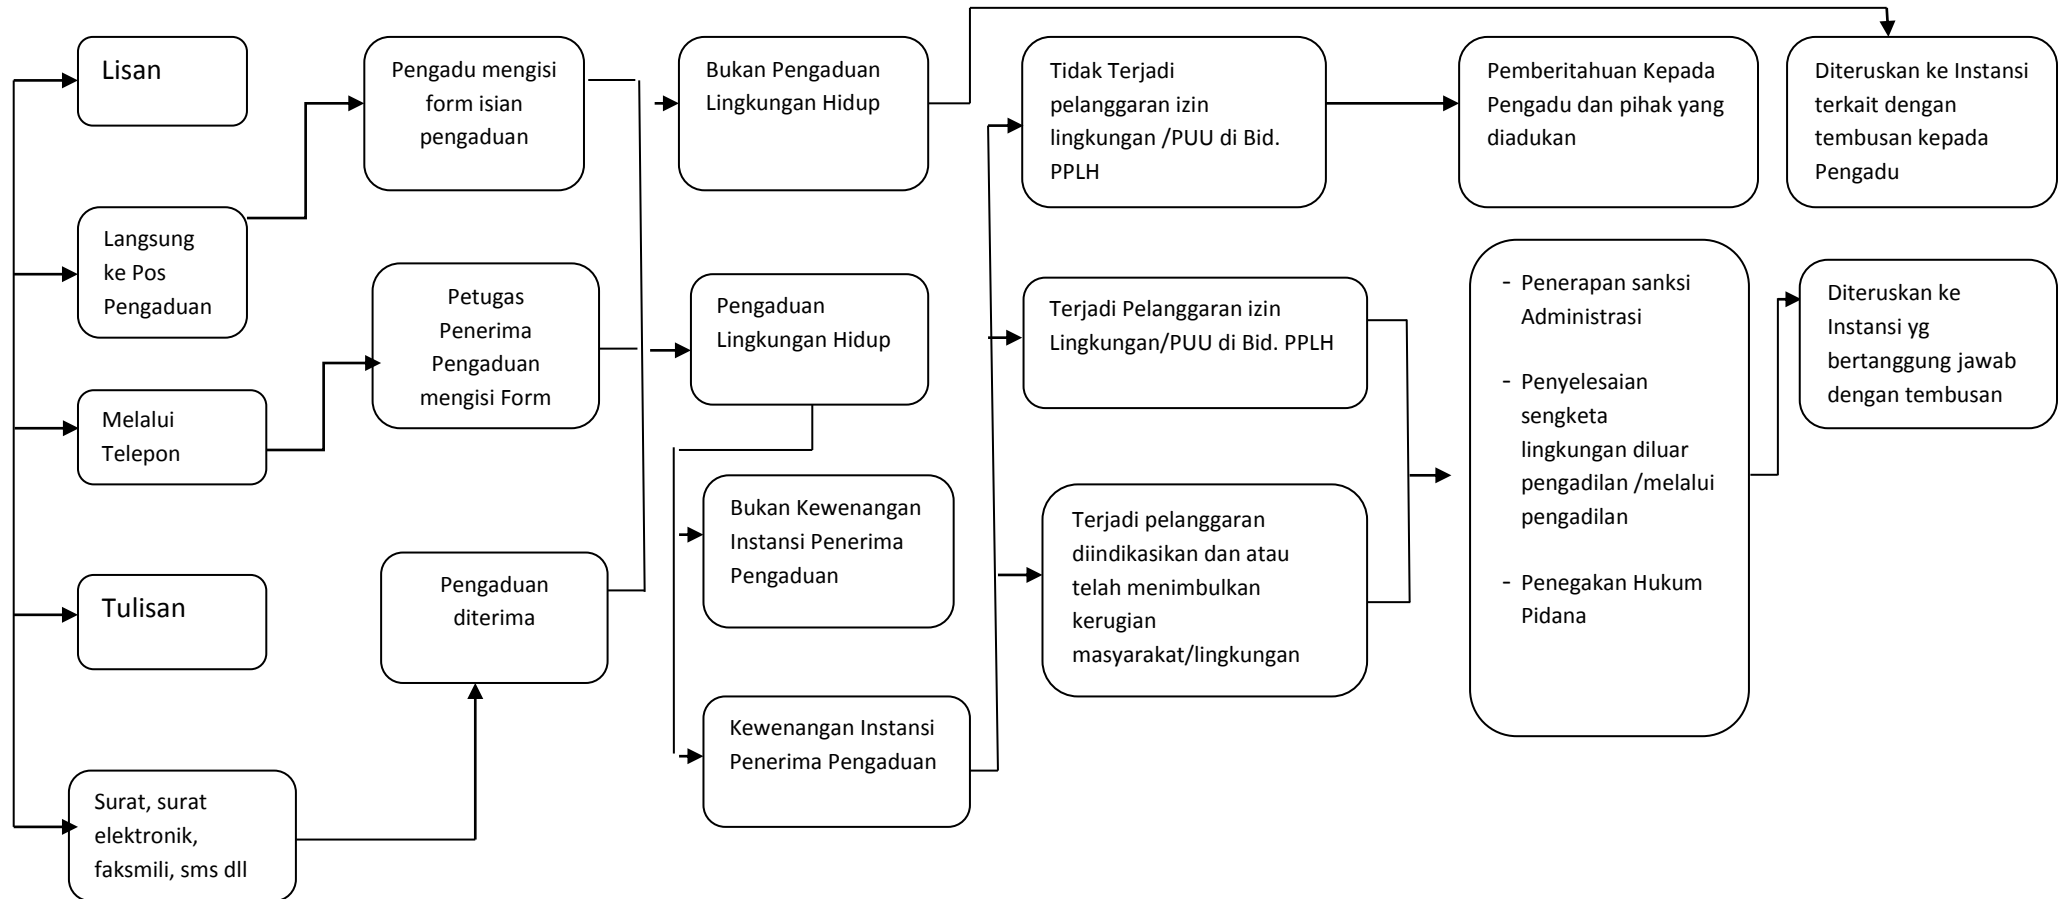 Lisan
Langsung
ke Pos
Pengaduan
Melalui
Telepon
Tulisan
Surat, surat
elektronik,
faksmili, sms dll
Pengadu mengisi
form isian
pengaduan
Petugas
Penerima
Pengaduan
mengisi Form
Pengaduan
diterima
Bukan Pengaduan
Lingkungan Hidup
Pengaduan
Lingkungan Hidup
Bukan Kewenangan
Instansi Penerima
Pengaduan
Kewenangan Instansi
Penerima Pengaduan
Tidak Terjadi
pelanggaran izin
lingkungan /PUU di Bid.
PPLH
Terjadi Pelanggaran izin
Lingkungan/PUU di Bid. PPLH
Terjadi pelanggaran
diindikasikan dan atau
telah menimbulkan
kerugian
masyarakat/lingkungan
Pemberitahuan Kepada
Pengadu dan pihak yang
diadukan
- Penerapan sanksi
Administrasi
- Penyelesaian
sengketa
lingkungan diluar
pengadilan /melalui
pengadilan
- Penegakan Hukum
Pidana
Diteruskan ke Instansi
terkait dengan
tembusan kepada
Pengadu
Diteruskan ke
Instansi yg
bertanggung jawab
dengan tembusan